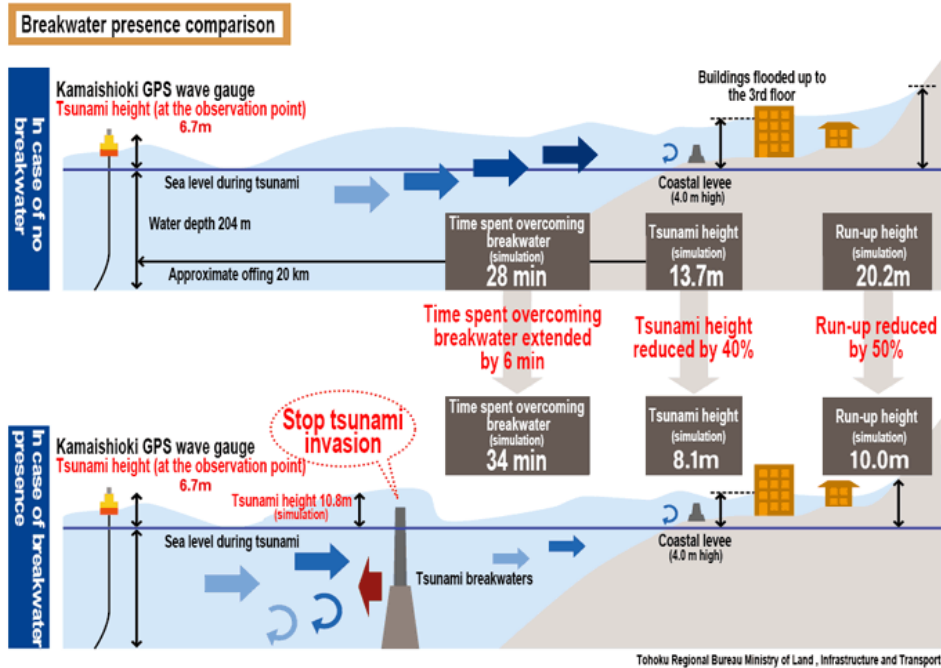 Breakwater presence comparison
In case of no
breakwater
Kamaishioki GPS wave gauge
Tsunami height (at the observation point)
6.7m
Buildings flooded up to
the 3rd floor
Sea level during tsunami
Coastal levee
(4.0 m high)
Water depth 204 m
Approximate offing 20 km
Time spent overcoming
breakwater
(simulation)
28 min
Tsunami height
(simulation)
13.7m
Run-up height
(simulation)
20.2m
Time spent overcoming
breakwater extended
by 6 min
Tsunami height
reduced by 40%
Run-up reduced
by 50%
In case of breakwater
presence
Kamaishioki GPS wave gauge
Tsunami height (at the observation point)
6.7m
Stop tsunami
invasion
Time spent overcoming
breakwater
(simulation)
34 min
Tsunami height
(simulation)
8.1m
Run-up height
(simulation)
10.0m
Tsunami height 10.8m
(simulation)
Sea level during tsunami
Coastal levee
(4.0 m high)
Tsunami breakwaters
Tohoku Regional Bureau Ministry of Land , Infrastructure and Transport